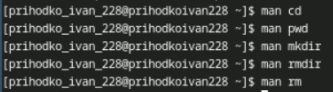 [prihodko_ivan_228@prihodkoivan228 ~]$ man cd
[prihodko_ivan_228@prihodkoivan228 ~]$ man pwd
[prihodko_ivan_228@prihodkoivan228 ~]$ man mkdir
[prihodko_ivan_228@prihodkoivan228 ~]$ man rmdir
[prihodko_ivan_228@prihodkoivan228 ~]$ man rm